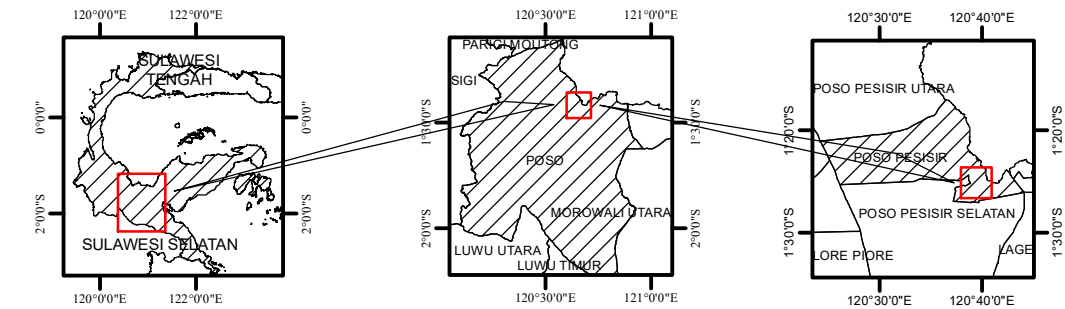 120°0'0"E 122°0'0"E
SULAWESI
TENGAH
SULAWESI SELATAN
0°0'0"
2°0'0"S
0°0'0"
2°0'0"S
120°0'0"E 122°0'0"E
120°30'0"E 121°0'0"E
PARIGI MOUTONG
SIGI
POSO
MOROWALI UTARA
LUWU UTARA
LUWU TIMUR
1°30'0"S
2°0'0"S
1°30'0"S
2°0'0"S
120°30'0"E 121°0'0"E
120°30'0"E 120°40'0"E
POSO PESISIR UTARA
POSO PESISIR
POSO PESISIR SELATAN
LORE PIORE
LAGE
1°20'0"S
1°30'0"S
1°20'0"S
1°30'0"S
120°30'0"E 120°40'0"E